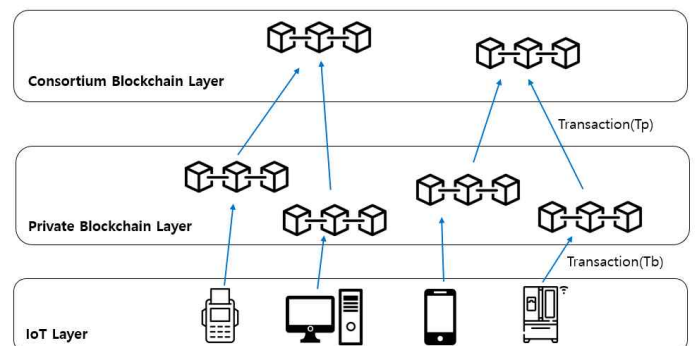 Consortium Blockchain Layer
Transaction(Tp)
Private Blockchain Layer
Transaction(Tb)
IoT Layer